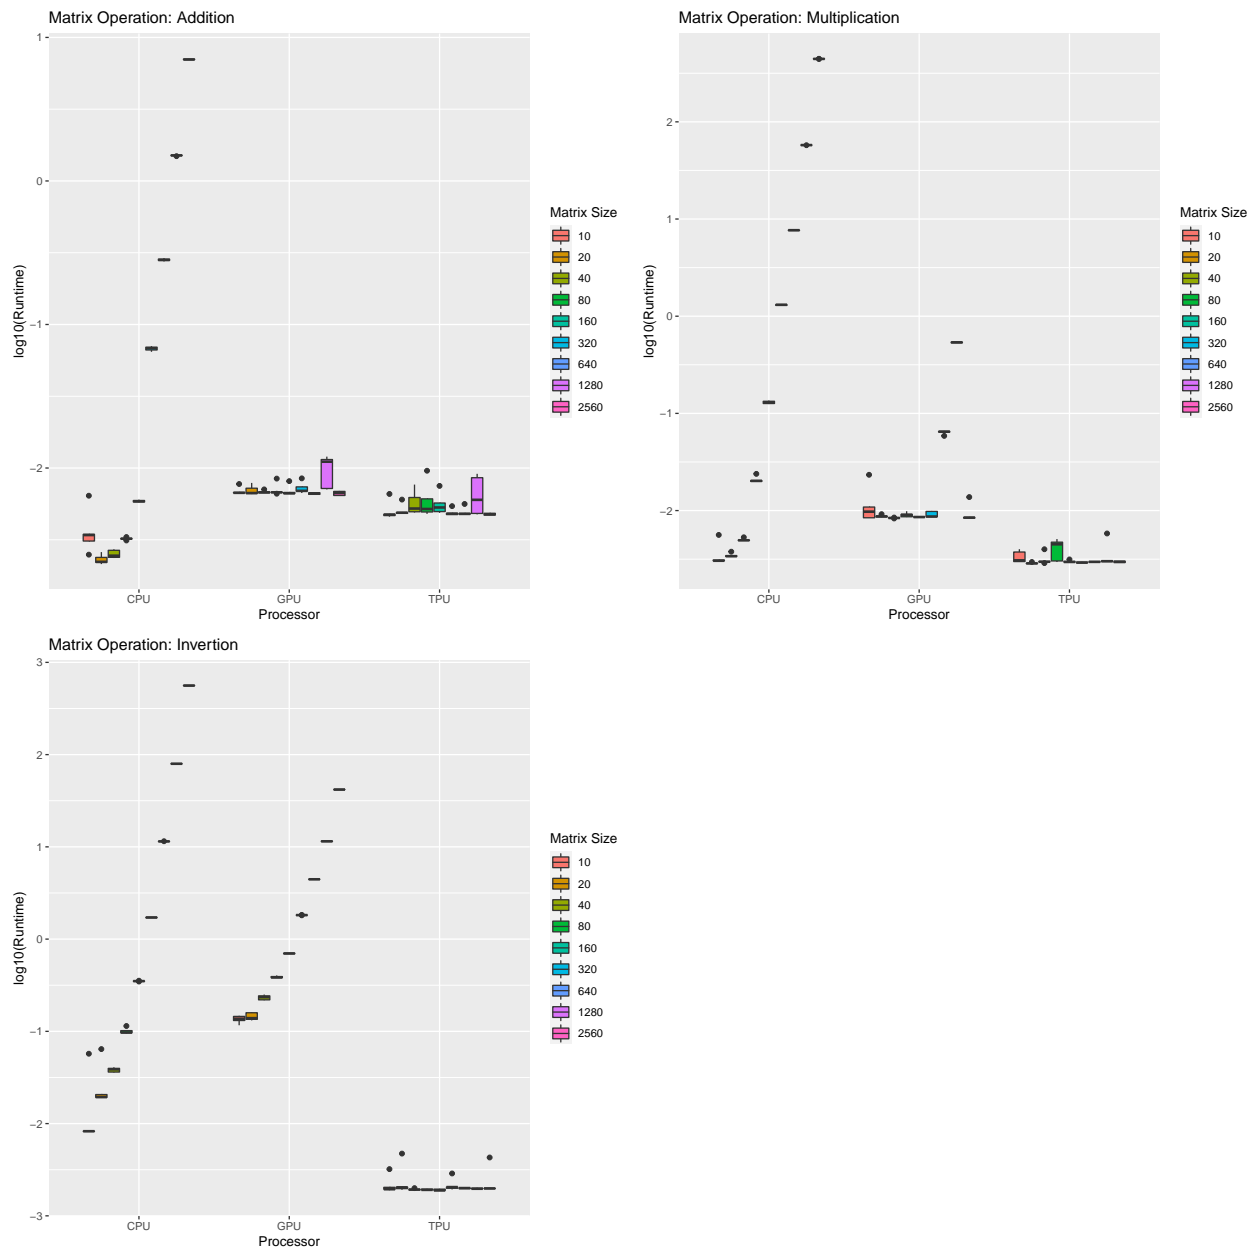 Matrix Operation: Addition
1
0
−1
−2
log10(Runtime)
CPU
GPU
TPU
Processor
Matrix Size
10
20
40
80
160
320
640
1280
2560
Matrix Operation: Multiplication
2
1
0
−1
−2
log10(Runtime)
CPU
GPU
TPU
Processor
Matrix Size
10
20
40
80
160
320
640
1280
2560
Matrix Operation: Invertion
3
2
1
0
−1
−2
−3
log10(Runtime)
CPU
GPU
TPU
Processor
Matrix Size
10
20
40
80
160
320
640
1280
2560